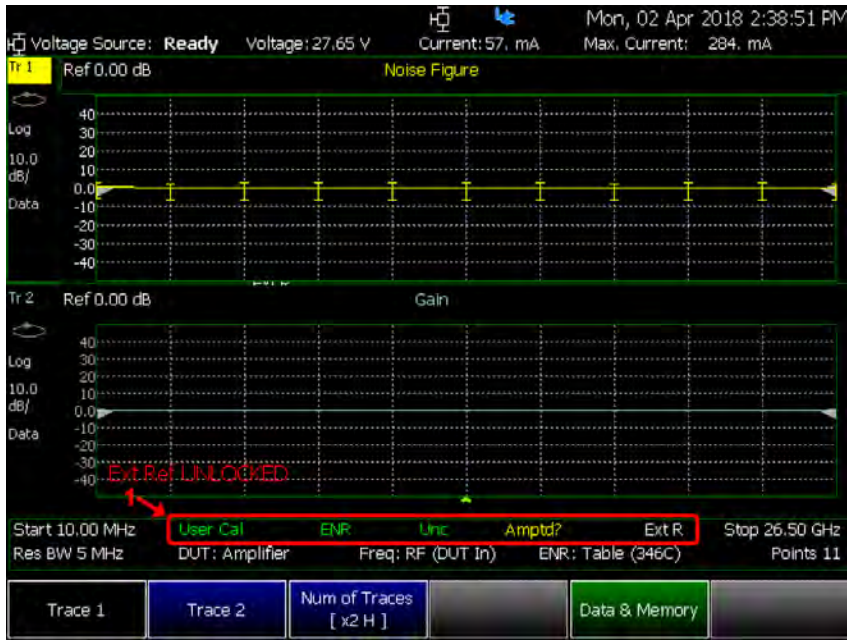 Mon, 02 Apr 2018 2:38:51 PM
Voltage Source: Ready Voltage: 27.65 V Current: 57. mA Max. Current: 284. mA
Tr 1 Ref 0.00 dB Noise Figure
Log
10.0
dB/
Data
40
30
20
10
0.0
-10
-20
-30
-40
Tr 2 Ref 0.00 dB Gain
Log
10.0
dB/
Data
40
30
20
10
0.0
-10
-20
-30
-40
Ext Ref UNLOCKED
1
Start 10.00 MHz User Cal ENR Unc Amptd? Ext R Stop 26.50 GHz
Res BW 5 MHz DUT: Amplifier Freq: RF (DUT In) ENR: Table (346C) Points 11
Trace 1
Trace 2
Num of Traces
[ x2 H ]
Data & Memory